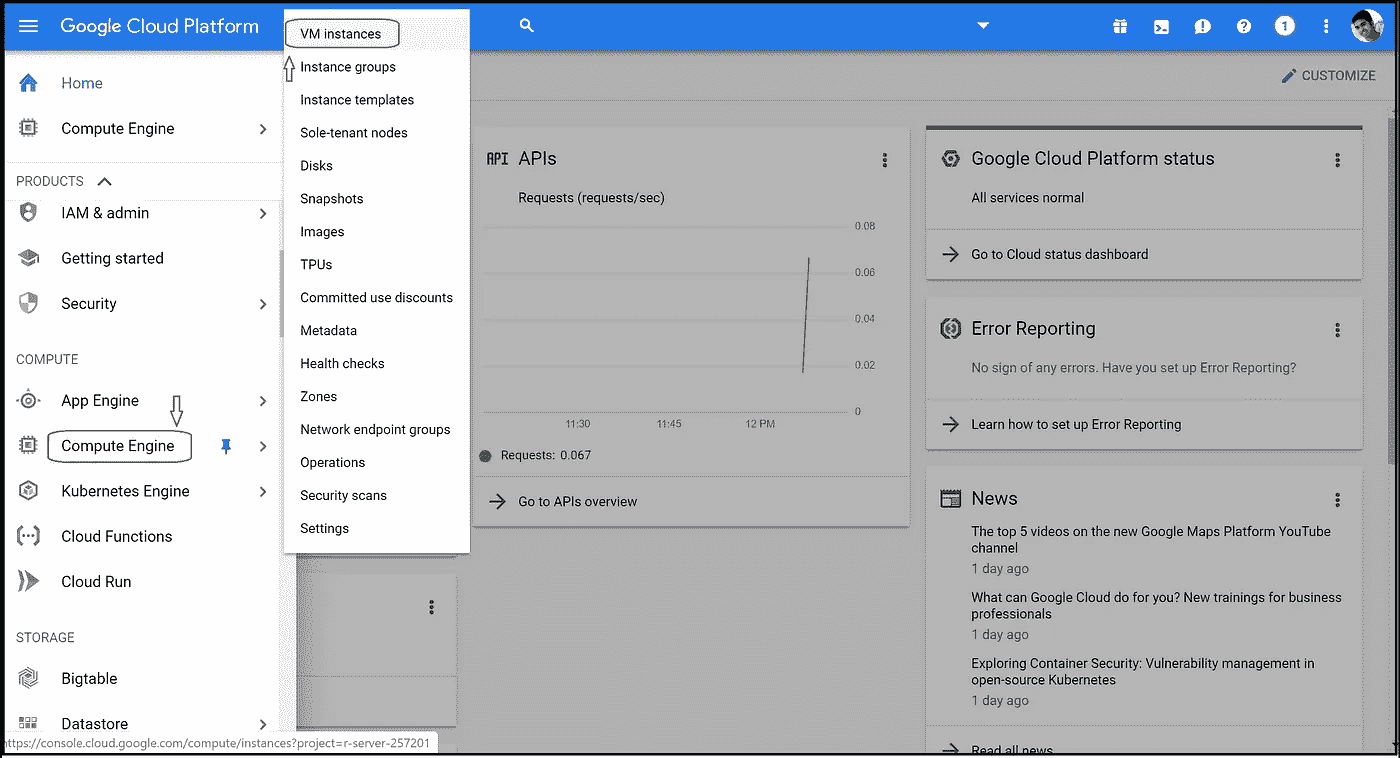 Google Cloud Platform
1
Home
Compute Engine
PRODUCTS
IAM & admin
Getting started
Security
COMPUTE
App Engine
Compute Engine
Kubernetes Engine
Cloud Functions
Cloud Run
STORAGE
Bigtable
Datastore
https://console.cloud.google.com/compute/instances?project=r-server-257201
VM instances
Instance groups
Instance templates
Sole-tenant nodes
Disks
Snapshots
Images
TPUs
Committed use discounts
Metadata
Health checks
Zones
Network endpoint groups
Operations
Security scans
Settings
CUSTOMIZE
API APIs
Requests (requests/sec)
0.08
0.06
0.04
0.02
0
11:30 11:45 12 PM
Requests: 0.067
Go to APIs overview
Google Cloud Platform status
All services normal
Go to Cloud status dashboard
Error Reporting
No sign of any errors. Have you set up Error Reporting?
Learn how to set up Error Reporting
News
The top 5 videos on the new Google Maps Platform YouTube
channel
1 day ago
What can Google Cloud do for you? New trainings for business
professionals
1 day ago
Exploring Container Security: Vulnerability management in
open-source Kubernetes
1 day ago
Read all news